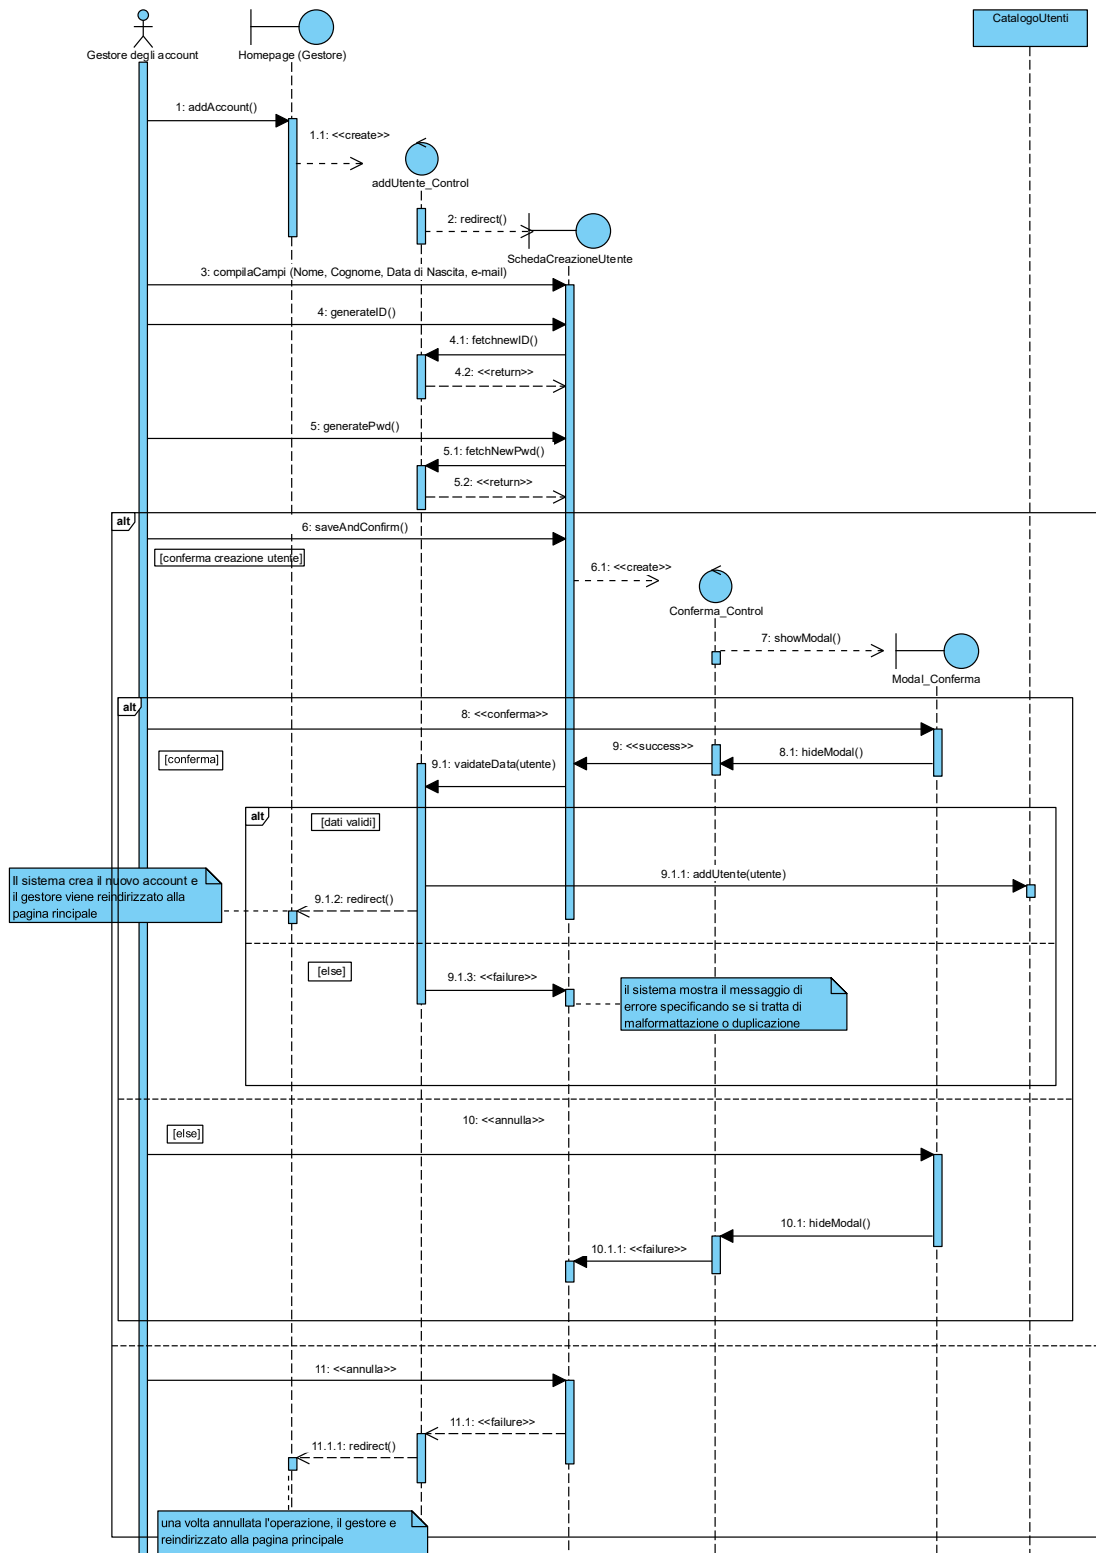 CatalogoUtenti
Gestore degli account
Homepage (Gestore)
1: addAccount()
1.1: <<create>>
addUtente_Control
2: redirect()
SchedaCreazioneUtente
3: compilaCampi (Nome, Cognome, Data di Nascita, e-mail)
4: generateID()
4.1: fetchnewID()
4.2: <<return>>
5: generatePwd()
5.1: fetchNewPwd()
5.2: <<return>>
alt
6: saveAndConfirm()
[conferma creazione utente]
6.1: <<create>>
Conferma_Control
7: showModal()
Modal_Conferma
alt
8: <<conferma>>
[conferma]
9: <<success>>
8.1: hideModal()
9.1: vaidateData(utente)
alt
[dati validi]
9.1.1: addUtente(utente)
Il sistema crea il nuovo account e
il gestore viene reindirizzato alla
pagina rincipale
9.1.2: redirect()
[else]
9.1.3: <<failure>>
il sistema mostra il messaggio di
errore specificando se si tratta di
malformattazione o duplicazione
10: <<annulla>>
[else]
10.1: hideModal()
10.1.1: <<failure>>
11: <<annulla>>
11.1: <<failure>>
11.1.1: redirect()
una volta annullata l'operazione, il gestore e
reindirizzato alla pagina principale